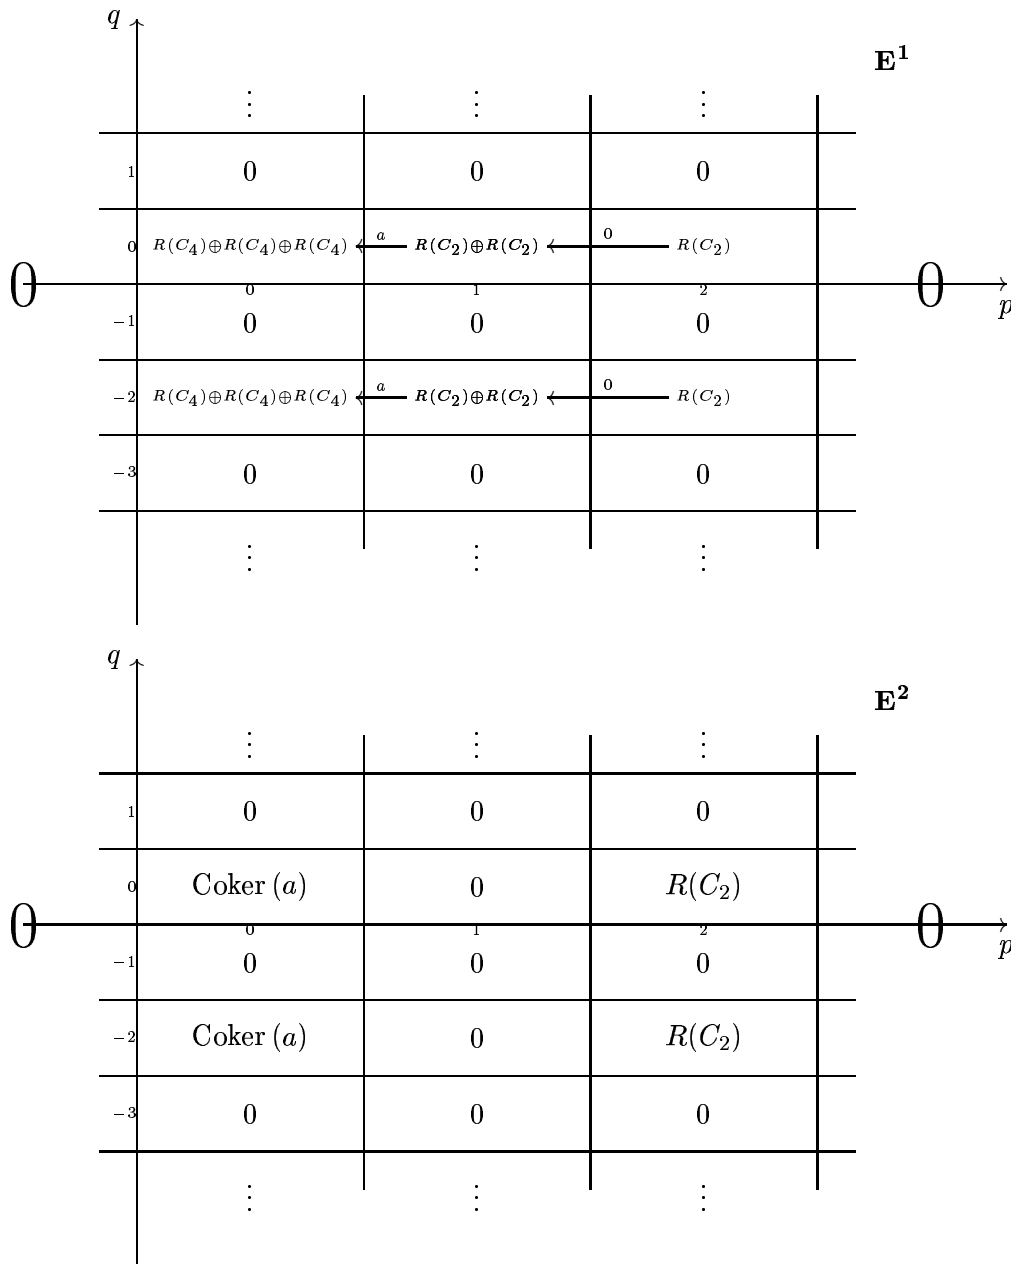 q
E¹
⋮ ⋮ ⋮
1 0 0 0
0 R(C₄)⊕R(C₄)⊕R(C₄) a R(C₂)⊕R(C₂) 0 R(C₂)
0 0 1 2 0
p
−1 0 0 0
−2 R(C₄)⊕R(C₄)⊕R(C₄) a R(C₂)⊕R(C₂) 0 R(C₂)
−3 0 0 0
⋮ ⋮ ⋮
q
E²
⋮ ⋮ ⋮
1 0 0 0
0 Coker (a) 0 R(C₂)
0 0 1 2 0
p
−1 0 0 0
−2 Coker (a) 0 R(C₂)
−3 0 0 0
⋮ ⋮ ⋮